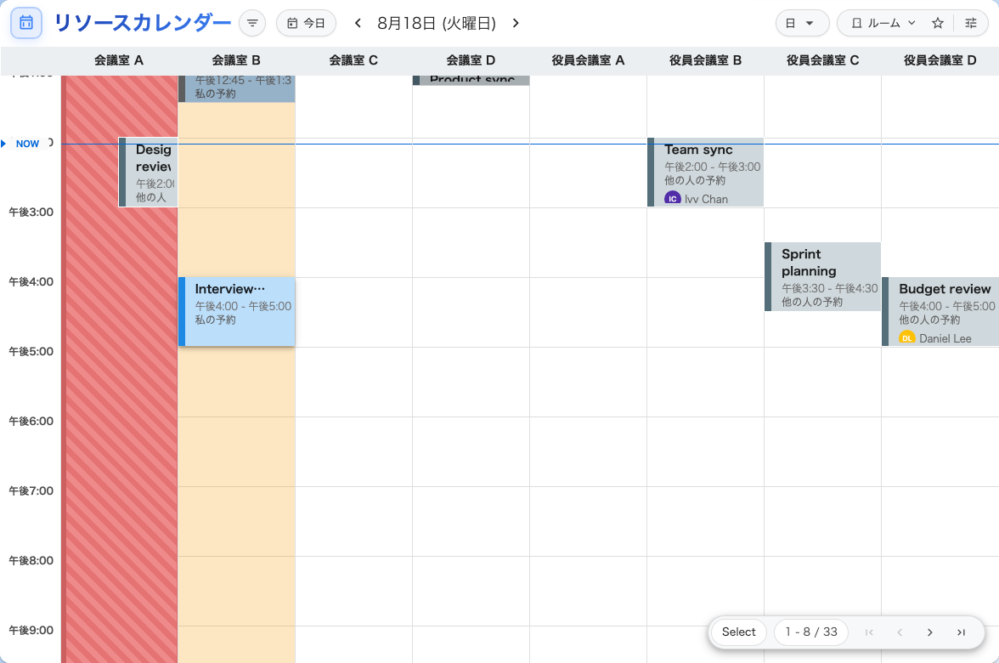 リソースカレンダー
今日
8月18日 (火曜日)
日
ルーム
会議室 A
会議室 B
会議室 C
会議室 D
役員会議室 A
役員会議室 B
役員会議室 C
役員会議室 D
午後12:45 - 午後1:3
私の予約
Product sync
NOW
Desig
review
午後2:00
他の人
Team sync
午後2:00 - 午後3:00
他の人の予約
IC
Ivy Chan
午後3:00
Sprint
planning
午後3:30 - 午後4:30
他の人の予約
午後4:00
Interview…
午後4:00 - 午後5:00
私の予約
Budget review
午後4:00 - 午後5:00
他の人の予約
DL
Daniel Lee
午後5:00
午後6:00
午後7:00
午後8:00
午後9:00
Select
1 - 8 / 33